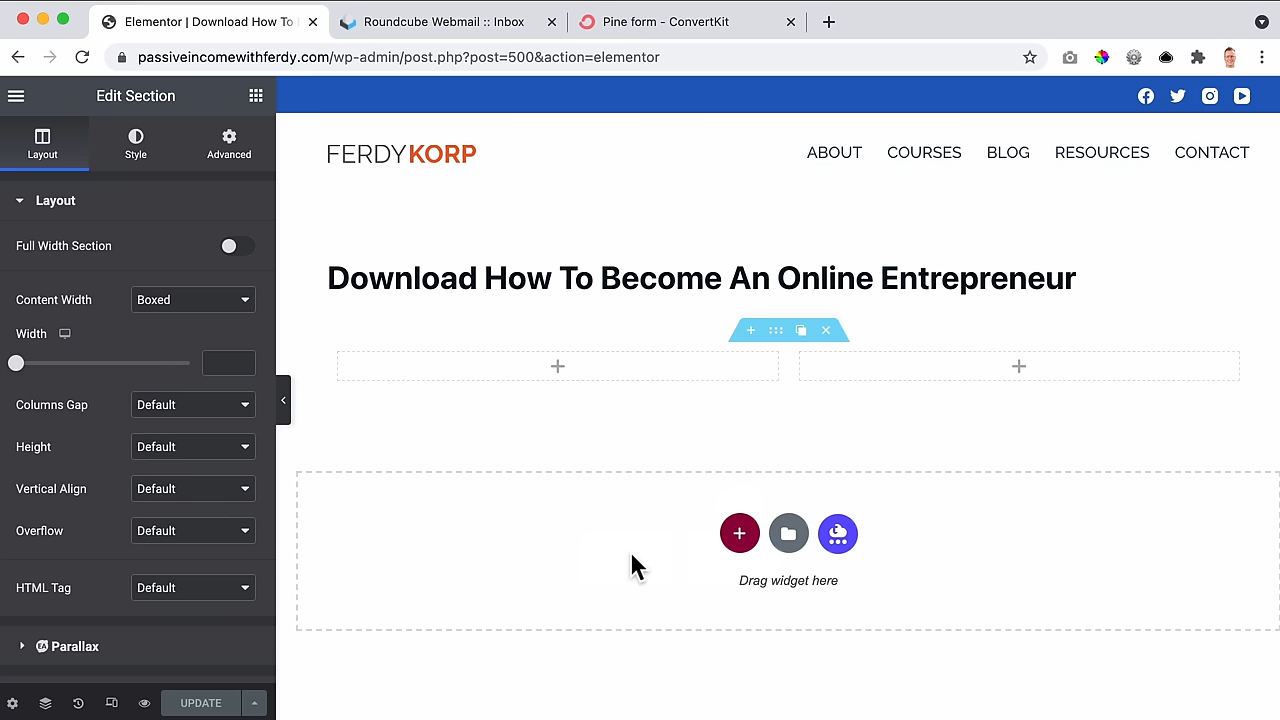 Elementor | Download How To
Roundcube Webmail :: Inbox
Pine form - ConvertKit
passiveincomewithferdy.com/wp-admin/post.php?post=500&action=elementor
Edit Section
Layout
Style
Advanced
Layout
Full Width Section
Content Width
Boxed
Width
Columns Gap
Default
Height
Default
Vertical Align
Default
Overflow
Default
HTML Tag
Default
EA Parallax
UPDATE
FERDYKORP
ABOUT
COURSES
BLOG
RESOURCES
CONTACT
Download How To Become An Online Entrepreneur
Drag widget here